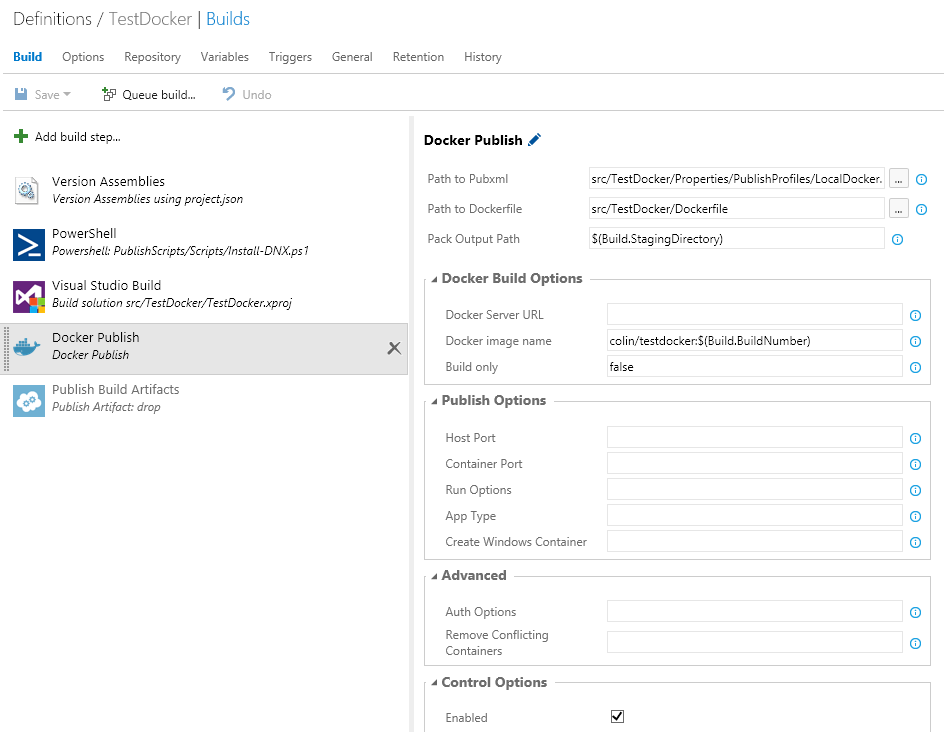 Definitions / TestDocker | Builds
Build Options Repository Variables Triggers General Retention History
Save Queue build... Undo
Add build step...
Version Assemblies
Version Assemblies using project.json
PowerShell
Powershell: PublishScripts/Scripts/Install-DNX.ps1
Visual Studio Build
Build solution src/TestDocker/TestDocker.xproj
Docker Publish
Docker Publish
Publish Build Artifacts
Publish Artifact: drop
Docker Publish
Path to Pubxml src/TestDocker/Properties/PublishProfiles/LocalDocker. ...
Path to Dockerfile src/TestDocker/Dockerfile ...
Pack Output Path $(Build.StagingDirectory)
Docker Build Options
Docker Server URL
Docker image name colin/testdocker:$(Build.BuildNumber)
Build only false
Publish Options
Host Port
Container Port
Run Options
App Type
Create Windows Container
Advanced
Auth Options
Remove Conflicting
Containers
Control Options
Enabled